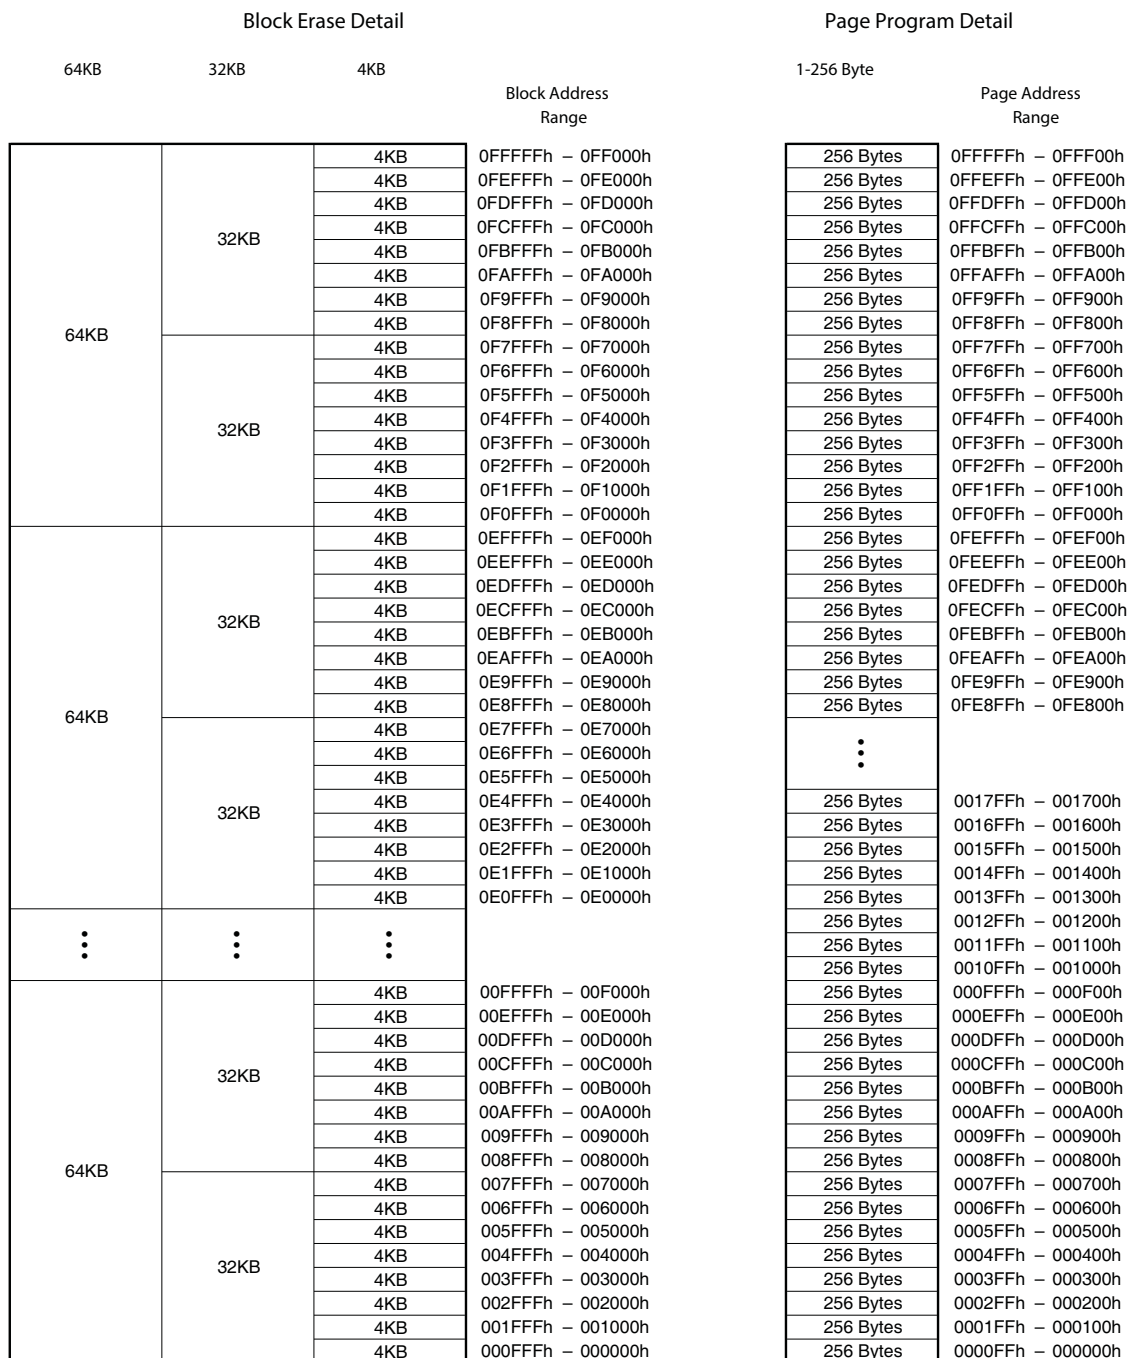 Block Erase Detail Page Program Detail
64KB 32KB 4KB 1-256 Byte
Block Address Page Address
Range Range
4KB 0FFFFFh – 0FF000h 256 Bytes 0FFFFFh – 0FFF00h
4KB 0FEFFFh – 0FE000h 256 Bytes 0FFEFFh – 0FFE00h
4KB 0FDFFFh – 0FD000h 256 Bytes 0FFDFFh – 0FFD00h
4KB 0FCFFFh – 0FC000h 256 Bytes 0FFCFFh – 0FFC00h
32KB
4KB 0FBFFFh – 0FB000h 256 Bytes 0FFBFFh – 0FFB00h
4KB 0FAFFFh – 0FA000h 256 Bytes 0FFAFFh – 0FFA00h
4KB 0F9FFFh – 0F9000h 256 Bytes 0FF9FFh – 0FF900h
4KB 0F8FFFh – 0F8000h 256 Bytes 0FF8FFh – 0FF800h
64KB
4KB 0F7FFFh – 0F7000h 256 Bytes 0FF7FFh – 0FF700h
4KB 0F6FFFh – 0F6000h 256 Bytes 0FF6FFh – 0FF600h
4KB 0F5FFFh – 0F5000h 256 Bytes 0FF5FFh – 0FF500h
4KB 0F4FFFh – 0F4000h 256 Bytes 0FF4FFh – 0FF400h
32KB
4KB 0F3FFFh – 0F3000h 256 Bytes 0FF3FFh – 0FF300h
4KB 0F2FFFh – 0F2000h 256 Bytes 0FF2FFh – 0FF200h
4KB 0F1FFFh – 0F1000h 256 Bytes 0FF1FFh – 0FF100h
4KB 0F0FFFh – 0F0000h 256 Bytes 0FF0FFh – 0FF000h
4KB 0EFFFFh – 0EF000h 256 Bytes 0FEFFFh – 0FEF00h
4KB 0EEFFFh – 0EE000h 256 Bytes 0FEEFFh – 0FEE00h
4KB 0EDFFFh – 0ED000h 256 Bytes 0FEDFFh – 0FED00h
4KB 0ECFFFh – 0EC000h 256 Bytes 0FECFFh – 0FEC00h
32KB
4KB 0EBFFFh – 0EB000h 256 Bytes 0FEBFFh – 0FEB00h
4KB 0EAFFFh – 0EA000h 256 Bytes 0FEAFFh – 0FEA00h
4KB 0E9FFFh – 0E9000h 256 Bytes 0FE9FFh – 0FE900h
4KB 0E8FFFh – 0E8000h 256 Bytes 0FE8FFh – 0FE800h
64KB
4KB 0E7FFFh – 0E7000h
4KB 0E6FFFh – 0E6000h
4KB 0E5FFFh – 0E5000h
4KB 0E4FFFh – 0E4000h 256 Bytes 0017FFh – 001700h
32KB
4KB 0E3FFFh – 0E3000h 256 Bytes 0016FFh – 001600h
4KB 0E2FFFh – 0E2000h 256 Bytes 0015FFh – 001500h
4KB 0E1FFFh – 0E1000h 256 Bytes 0014FFh – 001400h
4KB 0E0FFFh – 0E0000h 256 Bytes 0013FFh – 001300h
256 Bytes 0012FFh – 001200h
256 Bytes 0011FFh – 001100h
256 Bytes 0010FFh – 001000h
4KB 00FFFFh – 00F000h 256 Bytes 000FFFh – 000F00h
4KB 00EFFFh – 00E000h 256 Bytes 000EFFh – 000E00h
4KB 00DFFFh – 00D000h 256 Bytes 000DFFh – 000D00h
4KB 00CFFFh – 00C000h 256 Bytes 000CFFh – 000C00h
32KB
4KB 00BFFFh – 00B000h 256 Bytes 000BFFh – 000B00h
4KB 00AFFFh – 00A000h 256 Bytes 000AFFh – 000A00h
4KB 009FFFh – 009000h 256 Bytes 0009FFh – 000900h
4KB 008FFFh – 008000h 256 Bytes 0008FFh – 000800h
64KB
4KB 007FFFh – 007000h 256 Bytes 0007FFh – 000700h
4KB 006FFFh – 006000h 256 Bytes 0006FFh – 000600h
4KB 005FFFh – 005000h 256 Bytes 0005FFh – 000500h
4KB 004FFFh – 004000h 256 Bytes 0004FFh – 000400h
32KB
4KB 003FFFh – 003000h 256 Bytes 0003FFh – 000300h
4KB 002FFFh – 002000h 256 Bytes 0002FFh – 000200h
4KB 001FFFh – 001000h 256 Bytes 0001FFh – 000100h
4KB 000FFFh – 000000h 256 Bytes 0000FFh – 000000h